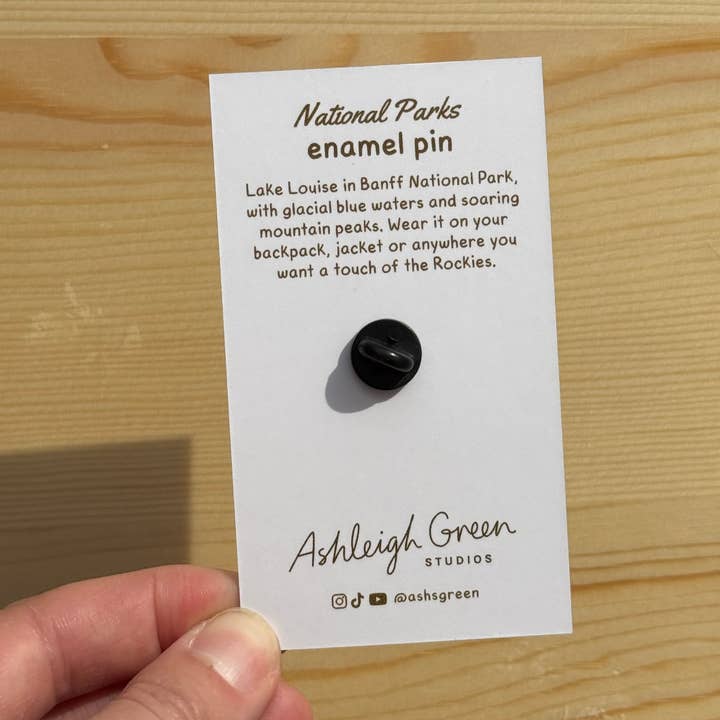 National Parks
enamel pin
Lake Louise in Banff National Park,
with glacial blue waters and soaring
mountain peaks. Wear it on your
backpack, jacket or anywhere you
want a touch of the Rockies.
Ashleigh Green
STUDIOS
@ashsgreen